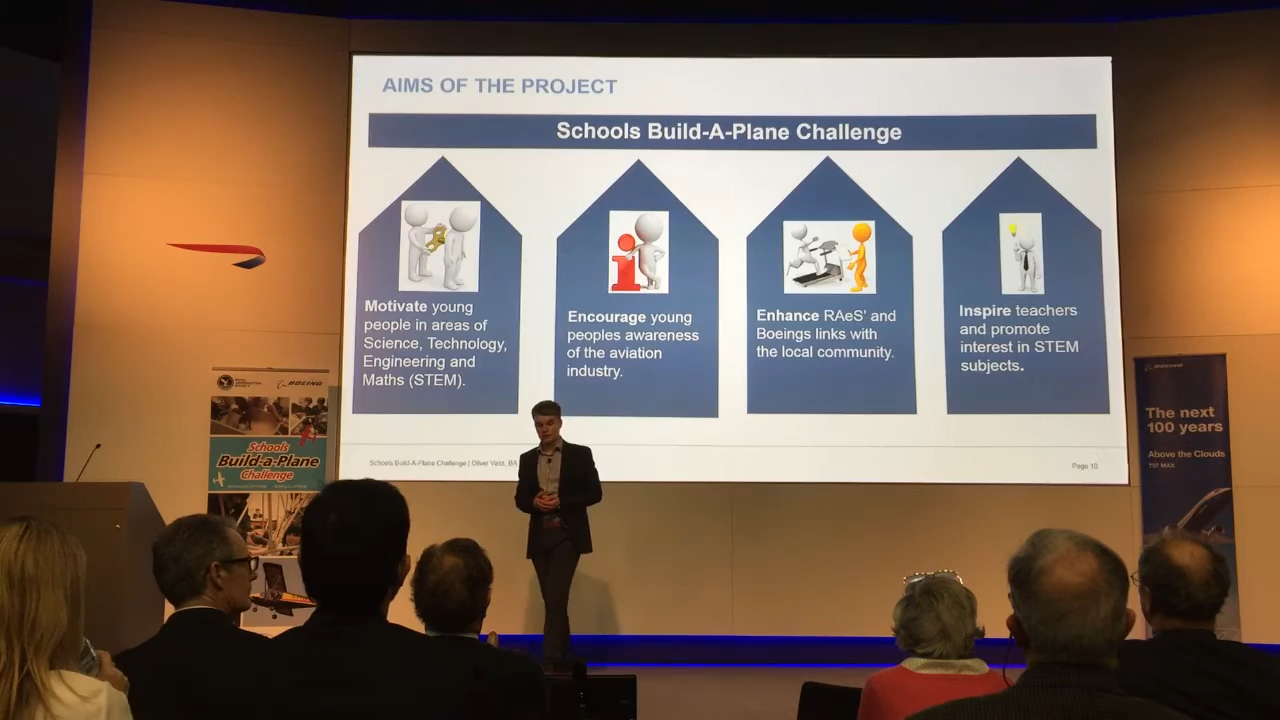 AIMS OF THE PROJECT
Schools Build-A-Plane Challenge
Motivate young
people in areas of
Science, Technology,
Engineering and
Maths (STEM).
Encourage young
peoples awareness
of the aviation
industry.
Enhance RAeS' and
Boeings links with
the local community.
Inspire teachers
and promote
interest in STEM
subjects.
Schools Build-A-Plane Challenge | Oliver Vass, BA
Page 10
BOEING
Schools
Build-a-Plane
Challenge
BOEING
The next
100 years
Above the Clouds
737 MAX